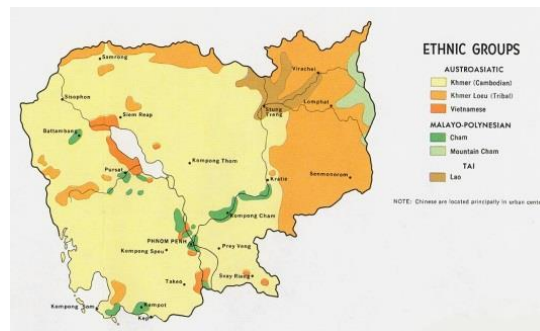 ETHNIC GROUPS
AUSTROASIATIC
Khmer (Cambodian)
Khmer Loeu (Tribal)
Vietnamese
MALAYO-POLYNESIAN
Cham
Mountain Cham
TAI
Lao
NOTE: Chinese are located principally in urban cente
Samrong
Virachai
Sisophon
Siem Reap
Stung
Treng
Lomphat
Battambang
Kompong Thom
Pursat
Kratie
Senmonorom
Kompong Cham
PHNOM PENH
Kompong Speu
Prey Veng
Takeo
Svay Rieng
Kompong Som
Kampot
Kep